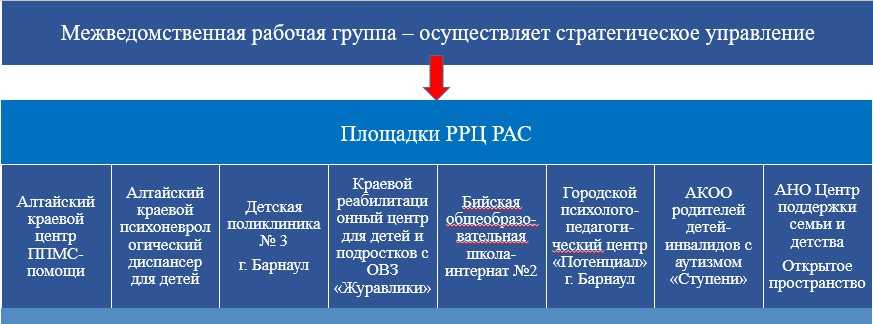 Межведомственная рабочая группа – осуществляет стратегическое управление
Площадки РРЦ РАС
Алтайский
краевой
центр
ППМС-
помощи
Алтайский
краевой
психоневрол
огический
диспансер
для детей
Детская
поликлиника
№ 3
г. Барнаул
Краевой
реабилитаци
онный центр
для детей и
подростков с
ОВЗ
«Журавлики»
Бийская
общеобразо-
вательная
школа-
интернат №2
Городской
психолого-
педагоги-
ческий центр
«Потенциал»
г. Барнаул
АКОО
родителей
детей-
инвалидов с
аутизмом
«Ступени»
АНО Центр
поддержки
семьи и
детства
Открытое
пространство